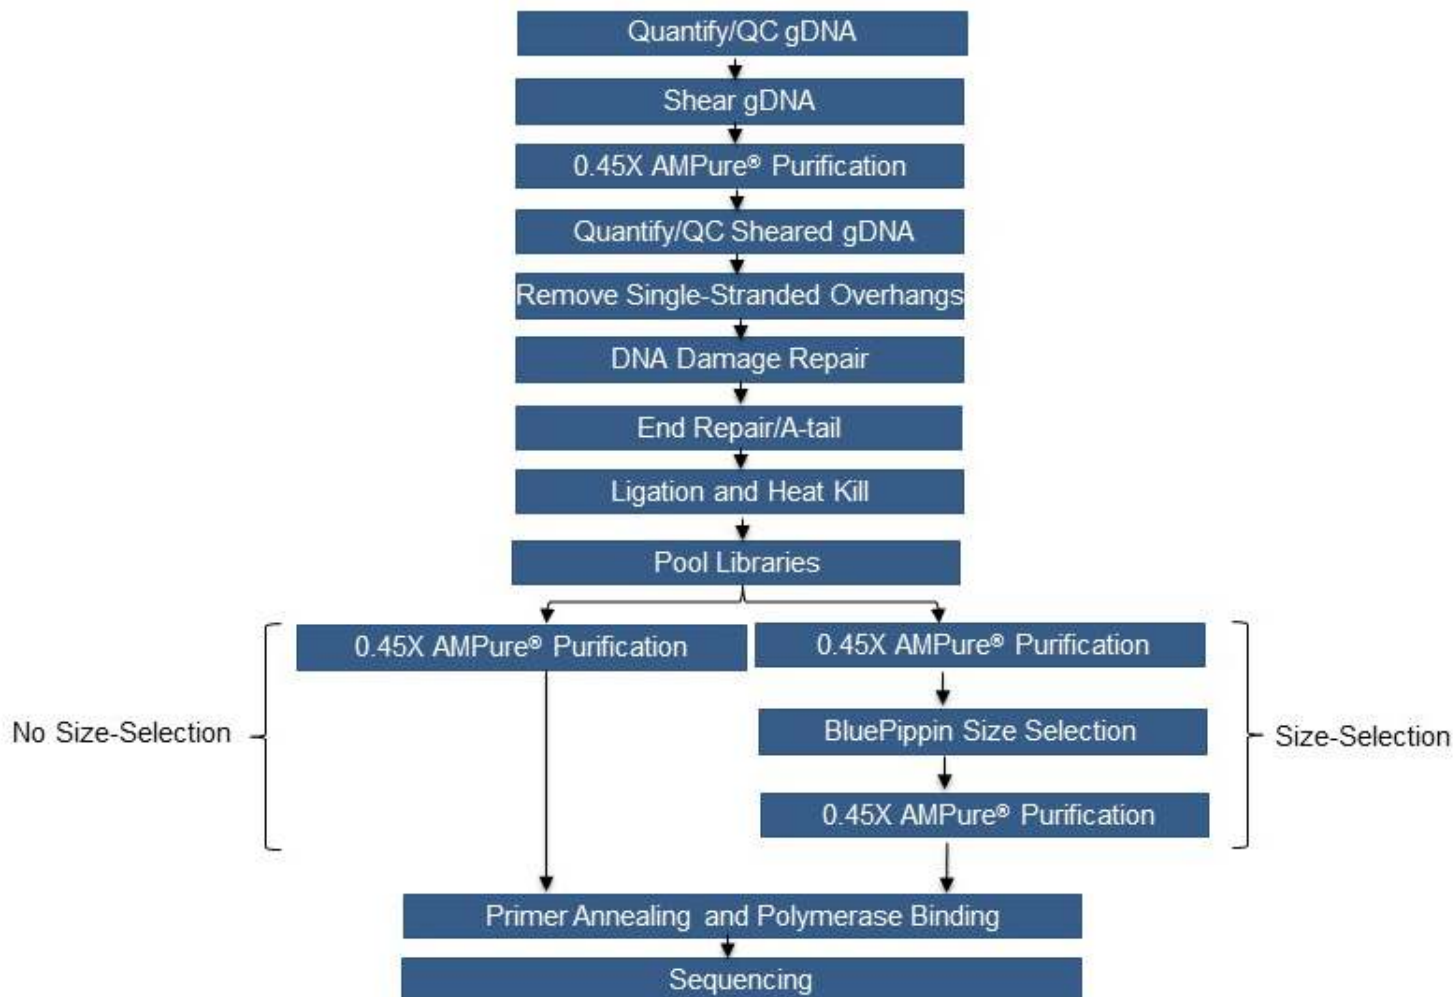 Quantify/QC gDNA
Shear gDNA
0.45X AMPure® Purification
Quantify/QC Sheared gDNA
Remove Single-Stranded Overhangs
DNA Damage Repair
End Repair/A-tail
Ligation and Heat Kill
Pool Libraries
0.45X AMPure® Purification
0.45X AMPure® Purification
No Size-Selection
BluePippin Size Selection
Size-Selection
0.45X AMPure® Purification
Primer Annealing and Polymerase Binding
Sequencing